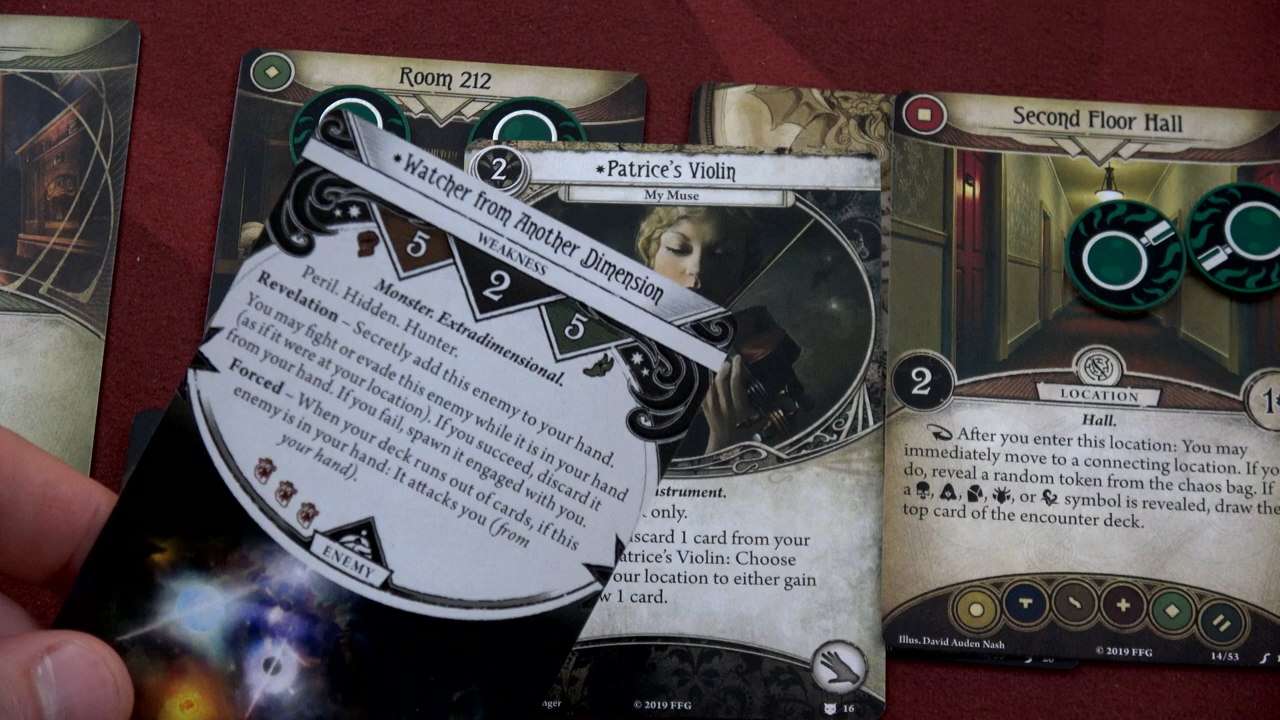 Room 212
*Watcher from Another Dimension
WEAKNESS
5
2
5
Monster. Extradimensional.
Peril. Hidden. Hunter.
Revelation – Secretly add this enemy to your hand.
You may fight or evade this enemy while it is in your hand
(as if it were at your location). If you succeed, discard it
from your hand. If you fail, spawn it engaged with you.
Forced – When your deck runs out of cards, if this
enemy is in your hand: It attacks you (from
your hand).
ENEMY
2
*Patrice's Violin
My Muse
only.
card from your
Violin: Choose
location to either gain
1 card.
© 2019 FFG
16
Second Floor Hall
2
LOCATION
1
Hall.
After you enter this location: You may
immediately move to a connecting location. If
do, reveal a random token from the chaos bag. If
a , , , , or symbol is revealed, draw the
top card of the encounter deck.
Illus. David Auden Nash
© 2019 FFG
14/53